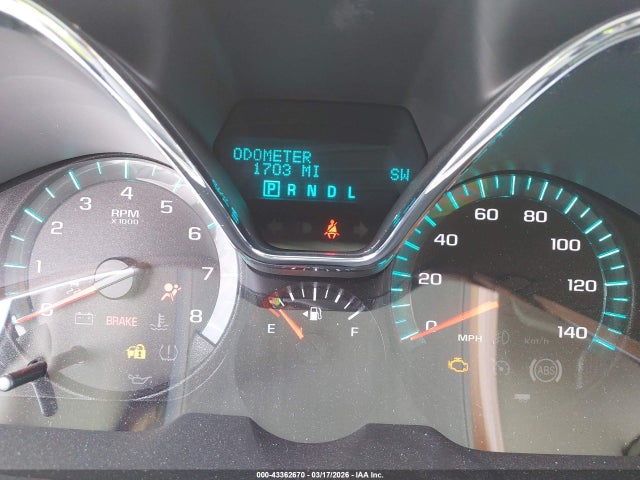 ODOMETER
1703 MI
SW
P R N D L
1 2 3 4 5 6 7 8
RPM
X1000
BRAKE
E F
0 20 40 60 80 100 120 140
MPH
km/h
ABS
000-43362670 - 03/17/2026 - © IAA Inc.